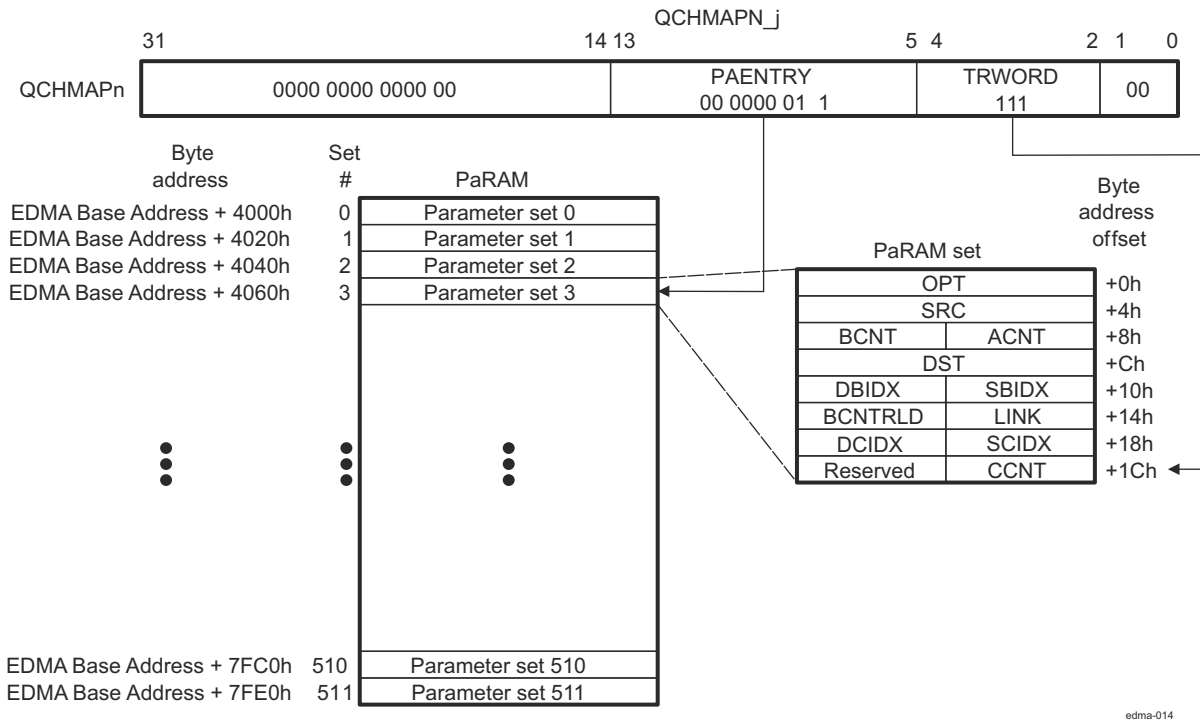 QCHMAPN_j
31 14 13 5 4 2 1 0
QCHMAPn
0000 0000 0000 00
PAENTRY
00 0000 01 1
TRWORD
111
00
Byte
address
Set
#
PaRAM
EDMA Base Address + 4000h 0 Parameter set 0
EDMA Base Address + 4020h 1 Parameter set 1
EDMA Base Address + 4040h 2 Parameter set 2
EDMA Base Address + 4060h 3 Parameter set 3
PaRAM set
Byte
address
offset
OPT +0h
SRC +4h
BCNT ACNT +8h
DST +Ch
DBIDX SBIDX +10h
BCNTRLD LINK +14h
DCIDX SCIDX +18h
Reserved CCNT +1Ch
EDMA Base Address + 7FC0h 510 Parameter set 510
EDMA Base Address + 7FE0h 511 Parameter set 511
edma-014